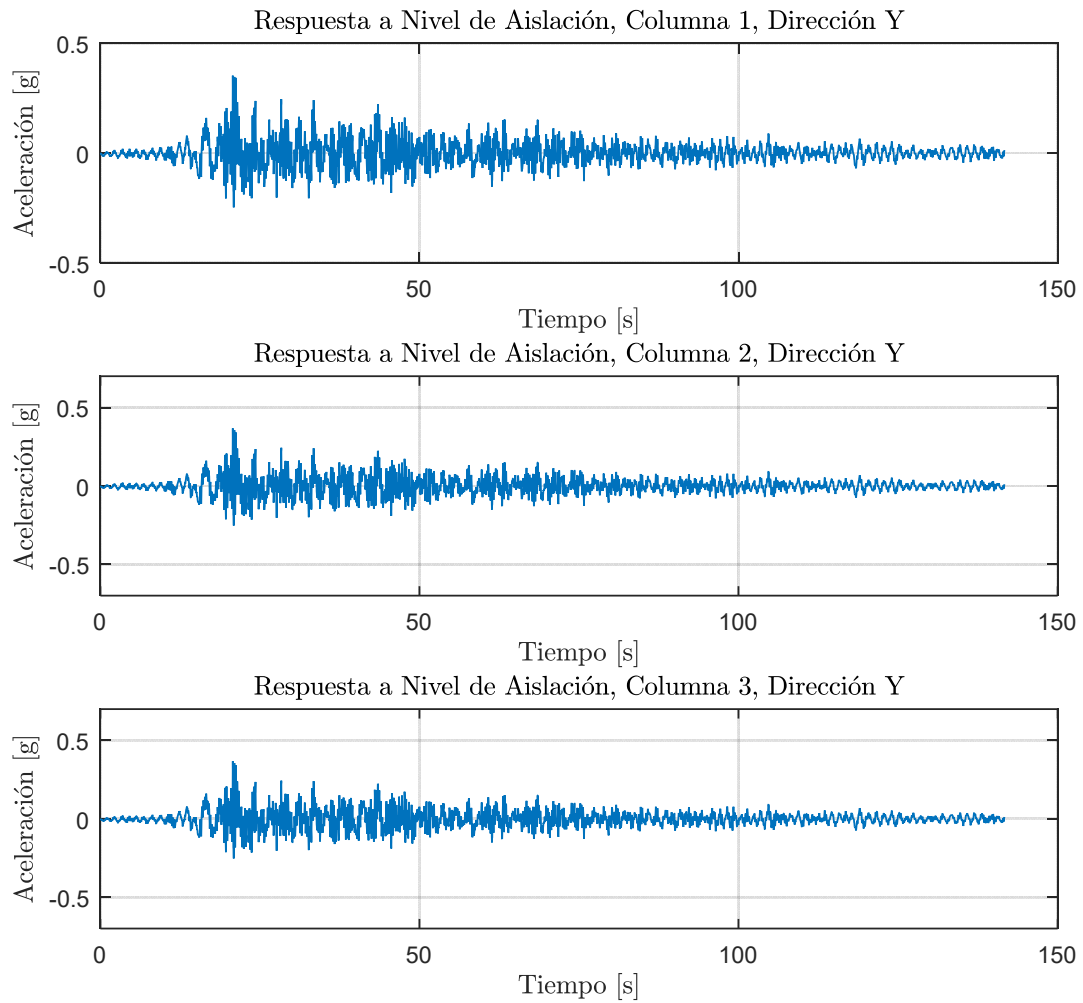 Respuesta a Nivel de Aislación, Columna 1, Dirección Y
0.5
0
-0.5
Aceleración [g]
0 50 100 150
Tiempo [s]
Respuesta a Nivel de Aislación, Columna 2, Dirección Y
0.5
0
-0.5
Aceleración [g]
0 50 100 150
Tiempo [s]
Respuesta a Nivel de Aislación, Columna 3, Dirección Y
0.5
0
-0.5
Aceleración [g]
0 50 100 150
Tiempo [s]